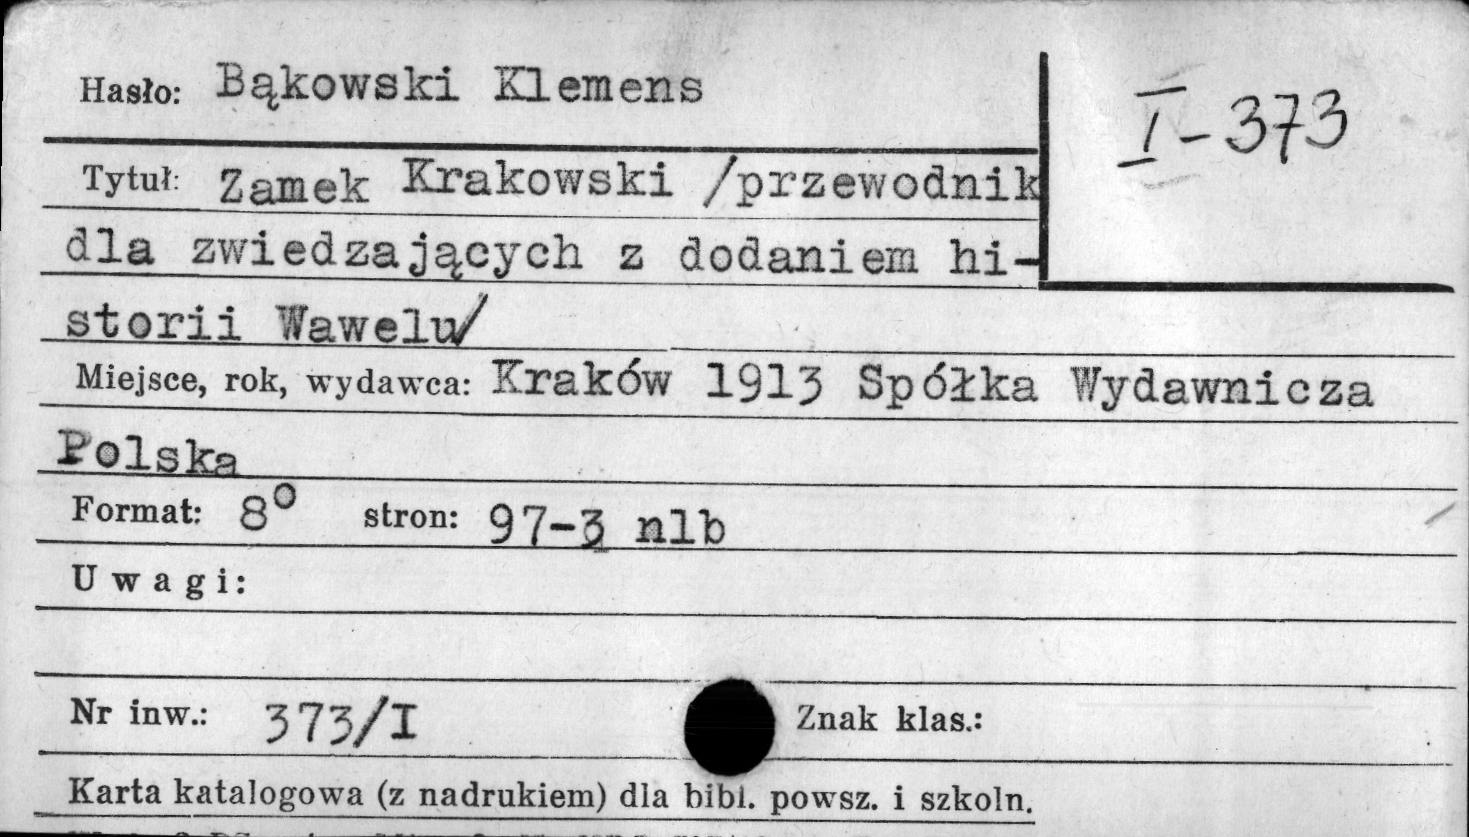 Hasło: Bąkowski Klemens
I-373
Tytuł: Zamek Krakowski /przewodnik
dla zwiedzających z dodaniem hi-
storii Wawelu/
Miejsce, rok, wydawca: Kraków 1913 Spółka Wydawnicza
Polska
Format: 8° stron: 97-3 nlb
Uwagi:
Nr inw.: 373/I Znak klas.:
Karta katalogowa (z nadrukiem) dla bibl. powsz. i szkoln.